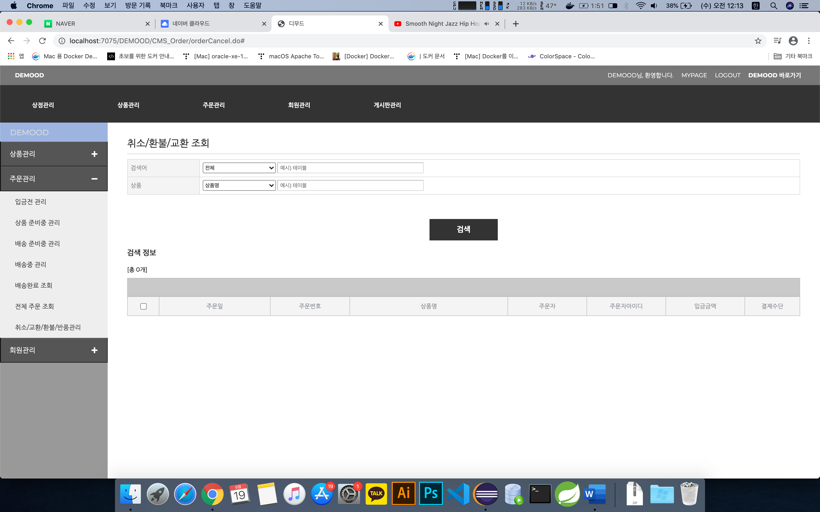 Chrome 파일 수정 보기 방문 기록 북마크 사용자 탭 창 도움말 47° 1:51 38% (수) 오전 12:13
NAVER 네이버 클라우드 디무드 Smooth Night Jazz Hip Ho
localhost:7075/DEMOOD/CMS_Order/orderCancel.do#
앱 Mac 용 Docker De... 초보를 위한 도커 안내... [Mac] oracle-xe-1... macOS Apache To... [Docker] Docker... | 도커 문서 [Mac] Docker를 이... ColorSpace - Colo... 기타 북마크
DEMOOD DEMOOD님, 환영합니다. MYPAGE LOGOUT DEMOOD 바로가기
상점관리 상품관리 주문관리 회원관리 게시판관리
DEMOOD
상품관리
주문관리
입금전 관리
상품 준비중 관리
배송 준비중 관리
배송중 관리
배송완료 조회
전체 주문 조회
취소/교환/환불/반품관리
회원관리
취소/환불/교환 조회
검색어 전체 예시) 테이블
상품 상품명 예시) 테이블
검색
검색 정보
[총 0개]
주문일 주문번호 상품명 주문자 주문자아이디 입금금액 결제수단
19
TALK
Ai
Ps
W